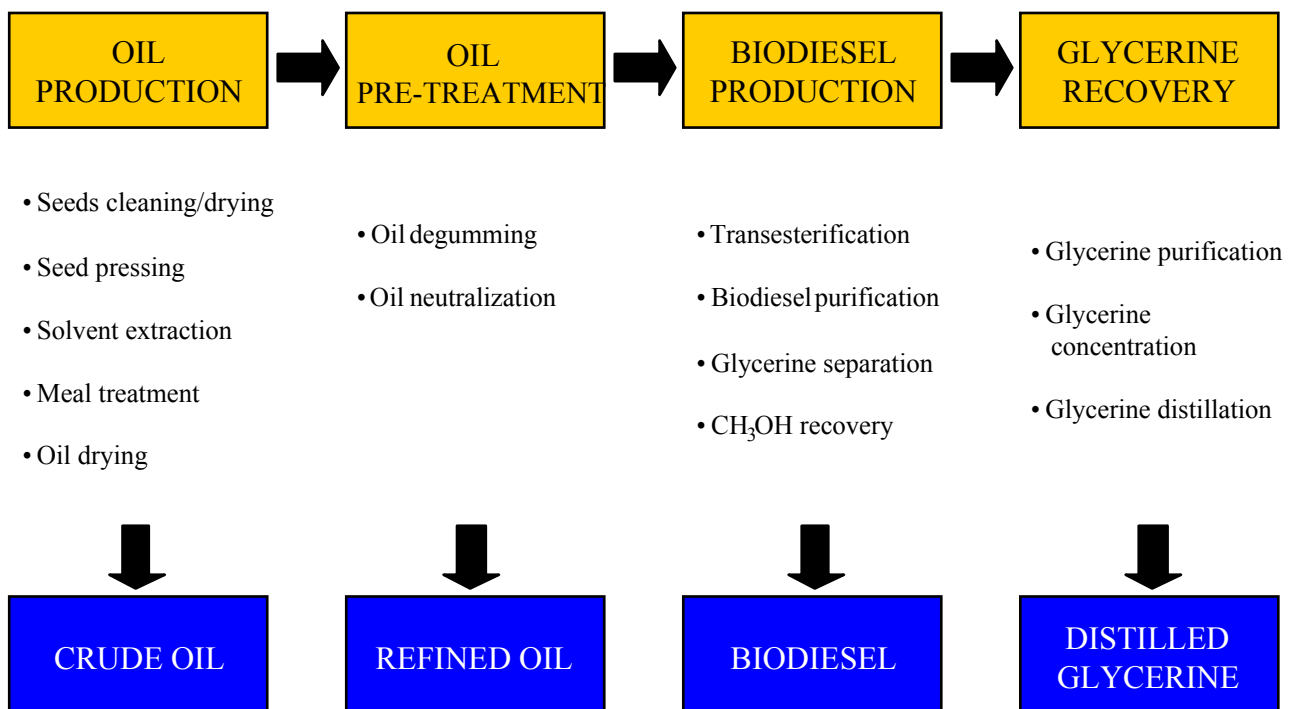 OIL
PRODUCTION
OIL
PRE-TREATMENT
BIODIESEL
PRODUCTION
GLYCERINE
RECOVERY
• Seeds cleaning/drying
• Seed pressing
• Solvent extraction
• Meal treatment
• Oil drying
• Oil degumming
• Oil neutralization
• Transesterification
• Biodiesel purification
• Glycerine separation
• CH₃OH recovery
• Glycerine purification
• Glycerine
concentration
• Glycerine distillation
CRUDE OIL
REFINED OIL
BIODIESEL
DISTILLED
GLYCERINE